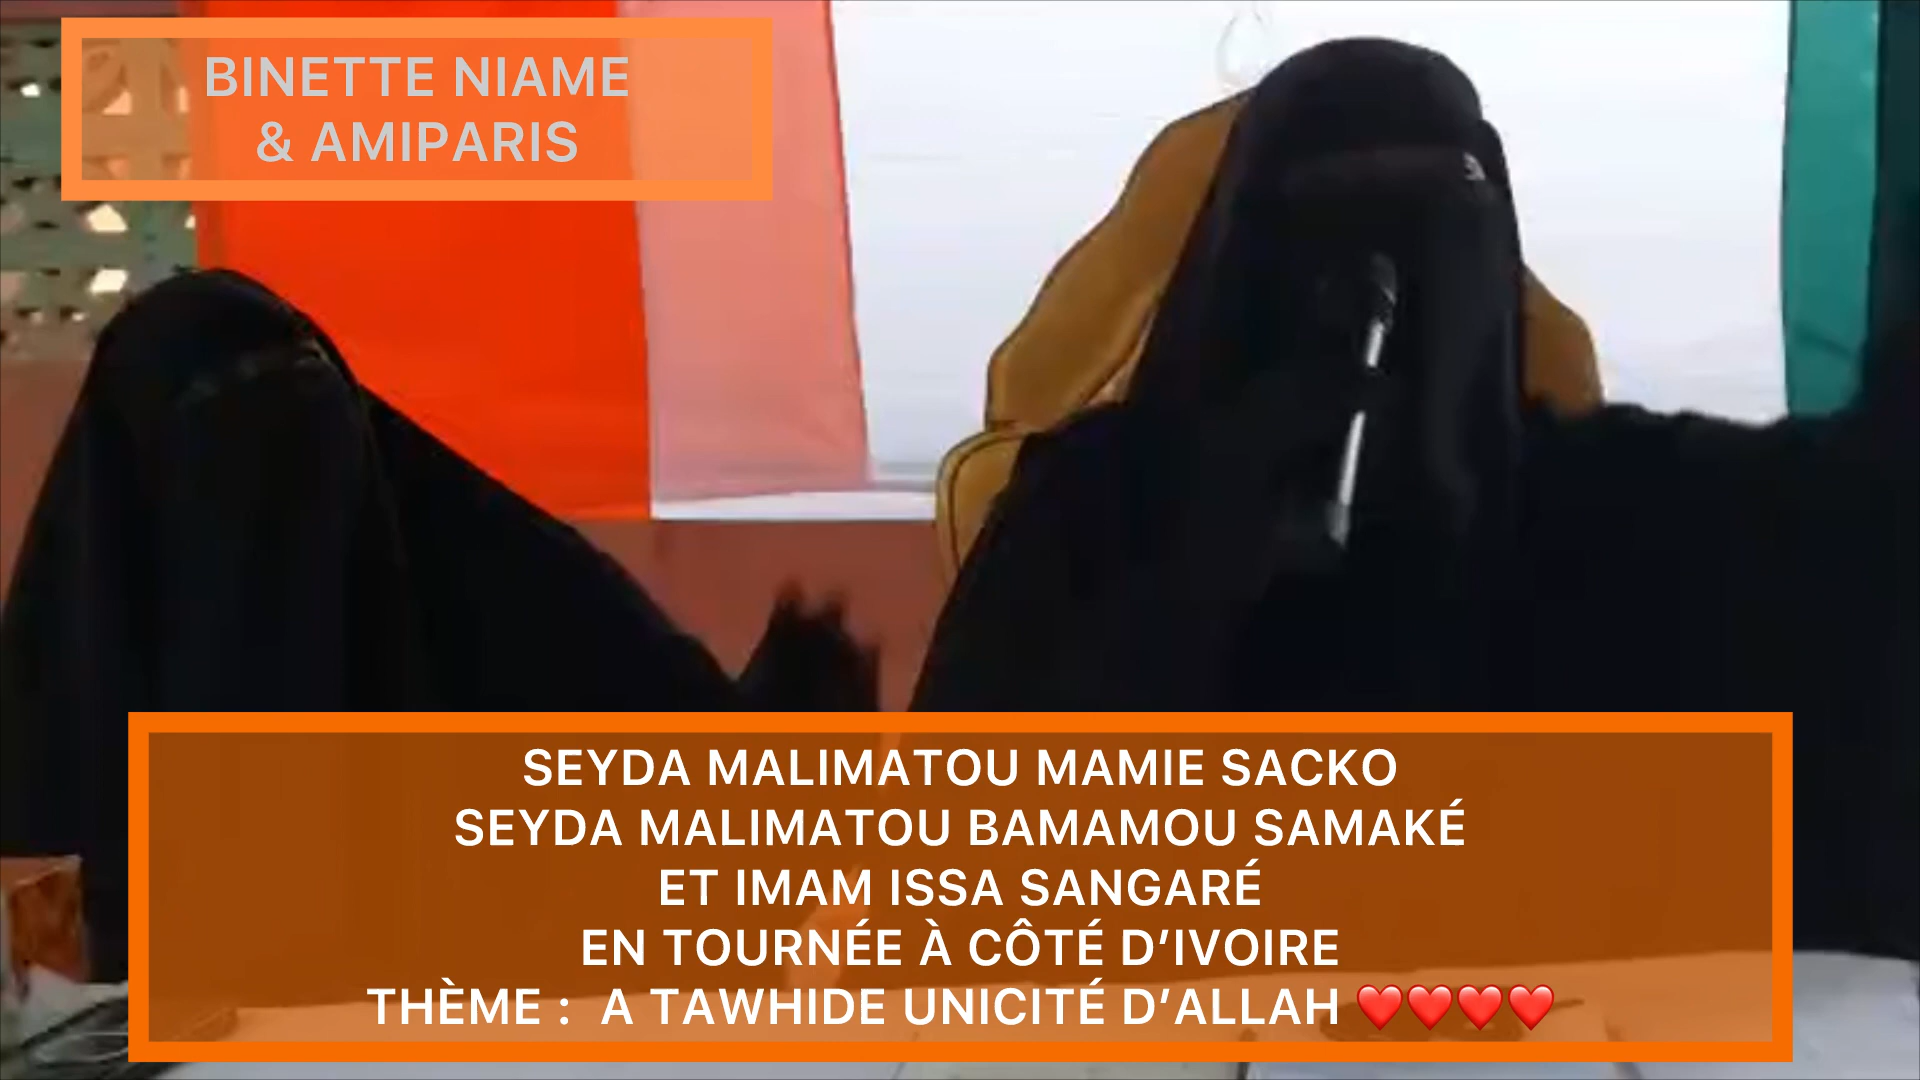 BINETTE NIAME
& AMIPARIS
SEYDA MALIMATOU MAMIE SACKO
SEYDA MALIMATOU BAMAMOU SAMAKÉ
ET IMAM ISSA SANGARÉ
EN TOURNÉE À CÔTÉ D’IVOIRE
THÈME :  A TAWHIDE UNICITÉ D’ALLAH ❤️❤️❤️❤️